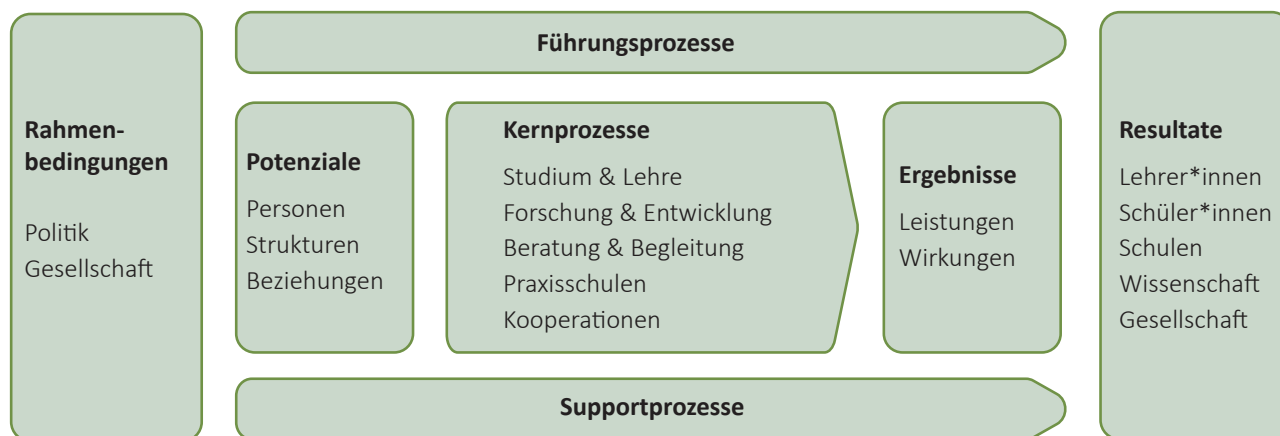 Führungsprozesse
Rahmen-
bedingungen
Politik
Gesellschaft
Potenziale
Personen
Strukturen
Beziehungen
Kernprozesse
Studium & Lehre
Forschung & Entwicklung
Beratung & Begleitung
Praxisschulen
Kooperationen
Ergebnisse
Leistungen
Wirkungen
Resultate
Lehrer*innen
Schüler*innen
Schulen
Wissenschaft
Gesellschaft
Supportprozesse